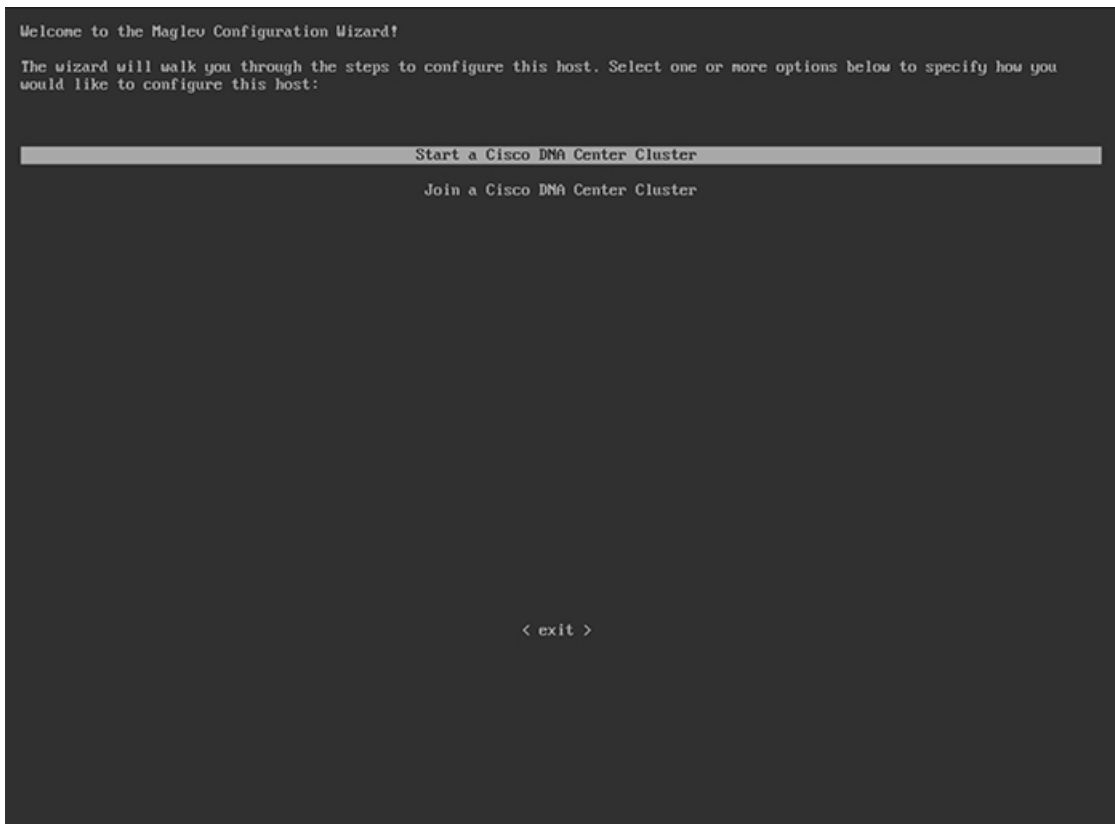 Welcome to the Maglev Configuration Wizard!
The wizard will walk you through the steps to configure this host. Select one or more options below to specify how you
would like to configure this host:
Start a Cisco DNA Center Cluster
Join a Cisco DNA Center Cluster
< exit >